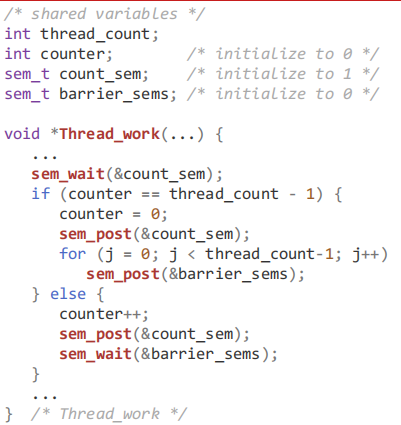 /* shared variables */
int thread_count;
int counter;       /* initialize to 0 */
sem_t count_sem;   /* initialize to 1 */
sem_t barrier_sems; /* initialize to 0 */

void *Thread_work(...) {
   ...
   sem_wait(&count_sem);
   if (counter == thread_count - 1) {
      counter = 0;
      sem_post(&count_sem);
      for (j = 0; j < thread_count-1; j++)
         sem_post(&barrier_sems);
   } else {
      counter++;
      sem_post(&count_sem);
      sem_wait(&barrier_sems);
   }
   ...
}  /* Thread_work */